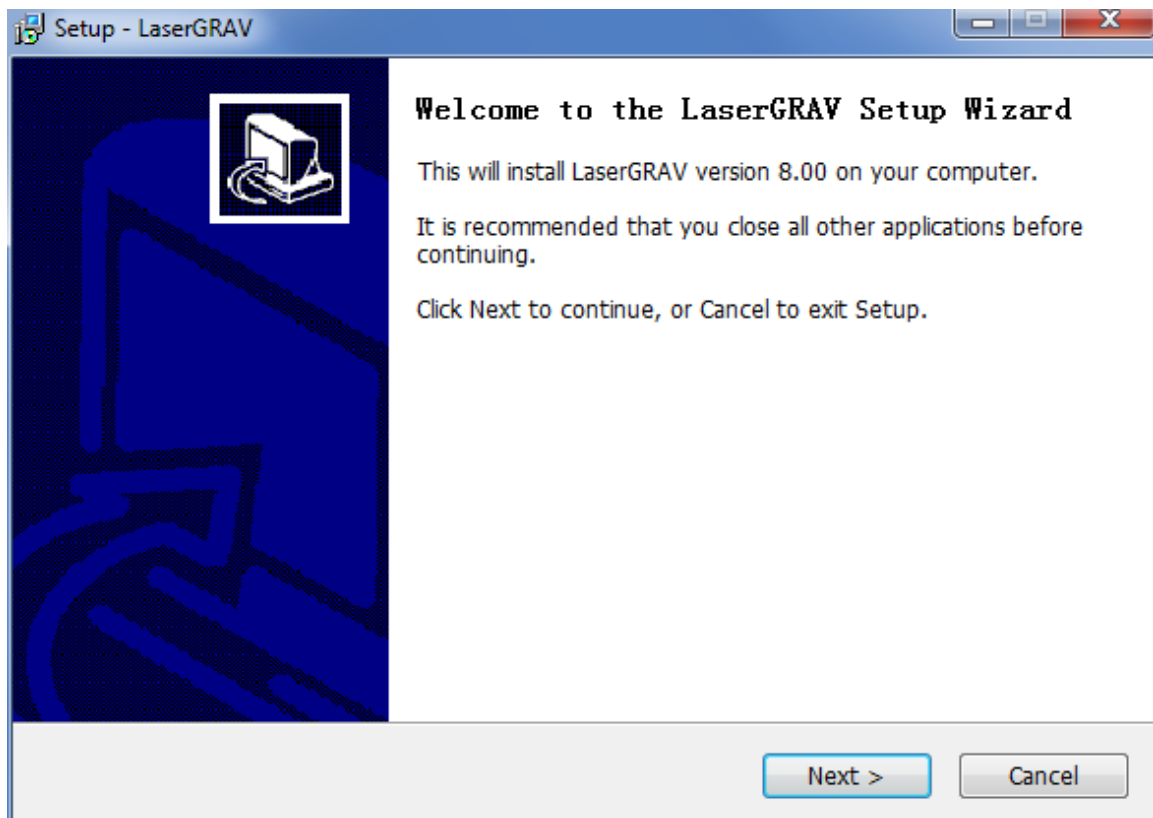 Setup - LaserGRAV
Welcome to the LaserGRAV Setup Wizard
This will install LaserGRAV version 8.00 on your computer.
It is recommended that you close all other applications before
continuing.
Click Next to continue, or Cancel to exit Setup.
Next >
Cancel